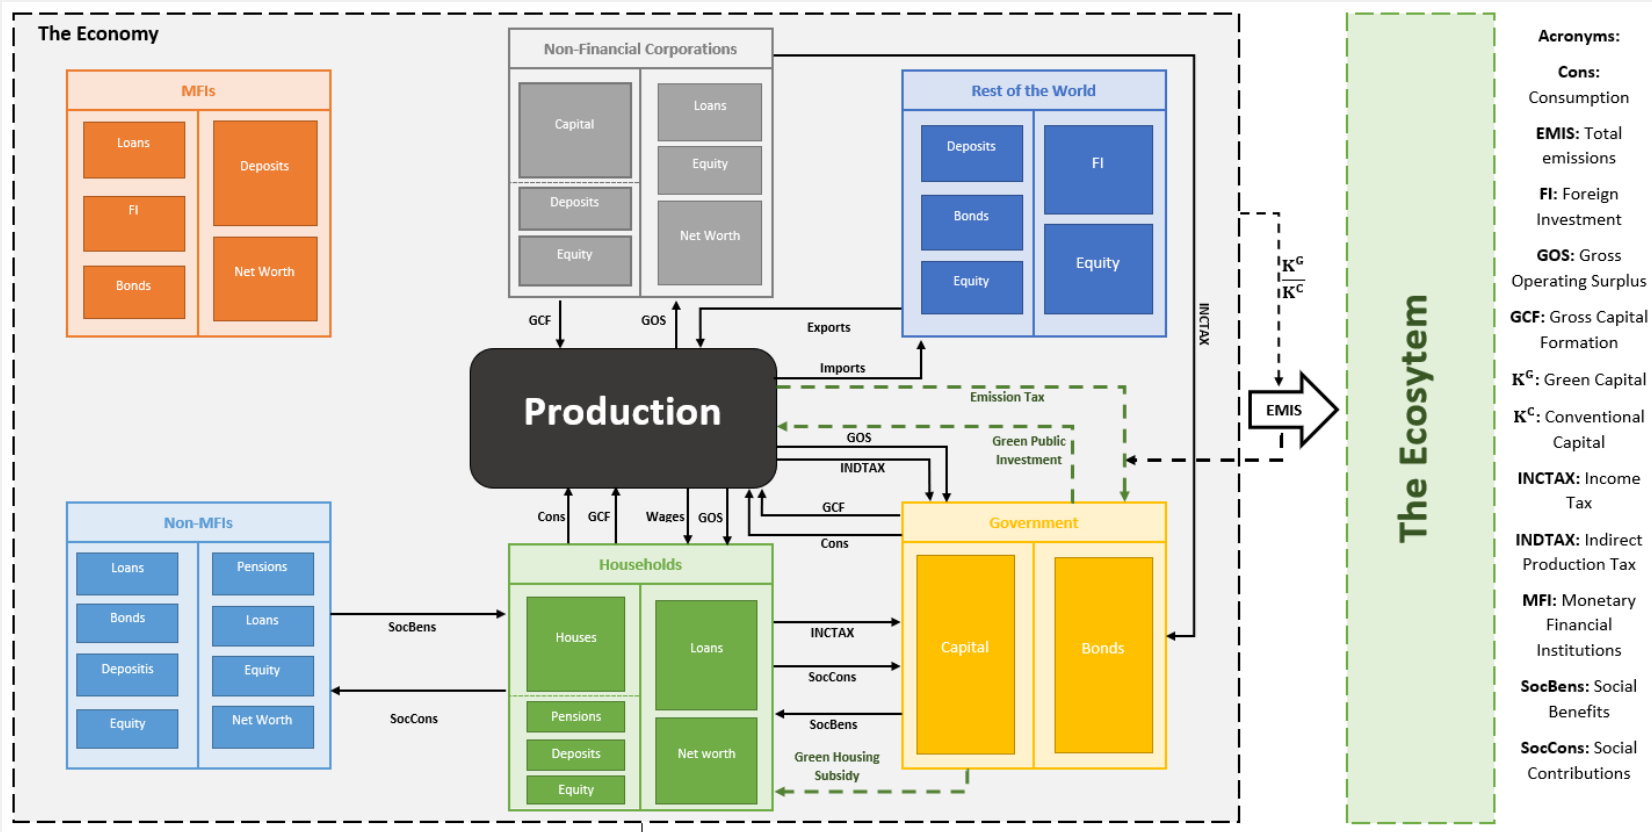 The Economy
MFIs
Loans
FI
Bonds
Deposits
Net Worth
Non-Financial Corporations
Capital
Deposits
Equity
Loans
Equity
Net Worth
Rest of the World
Deposits
Bonds
Equity
FI
Equity
GCF
GOS
Exports
Imports
INCTAX
Production
Emission Tax
Green Public
Investment
GOS
INDTAX
GCF
Cons
Cons
GCF
Wages
GOS
Non-MFIs
Loans
Bonds
Depositis
Equity
Pensions
Loans
Equity
Net Worth
SocBens
SocCons
Households
Houses
Pensions
Deposits
Equity
Loans
Net worth
INCTAX
SocCons
SocBens
Green Housing
Subsidy
Government
Capital
Bonds
K^G
K^C
EMIS
The Ecosytem
Acronyms:
Cons:
Consumption
EMIS: Total
emissions
FI: Foreign
Investment
GOS: Gross
Operating Surplus
GCF: Gross Capital
Formation
K^G: Green Capital
K^C: Conventional
Capital
INCTAX: Income
Tax
INDTAX: Indirect
Production Tax
MFI: Monetary
Financial
Institutions
SocBens: Social
Benefits
SocCons: Social
Contributions